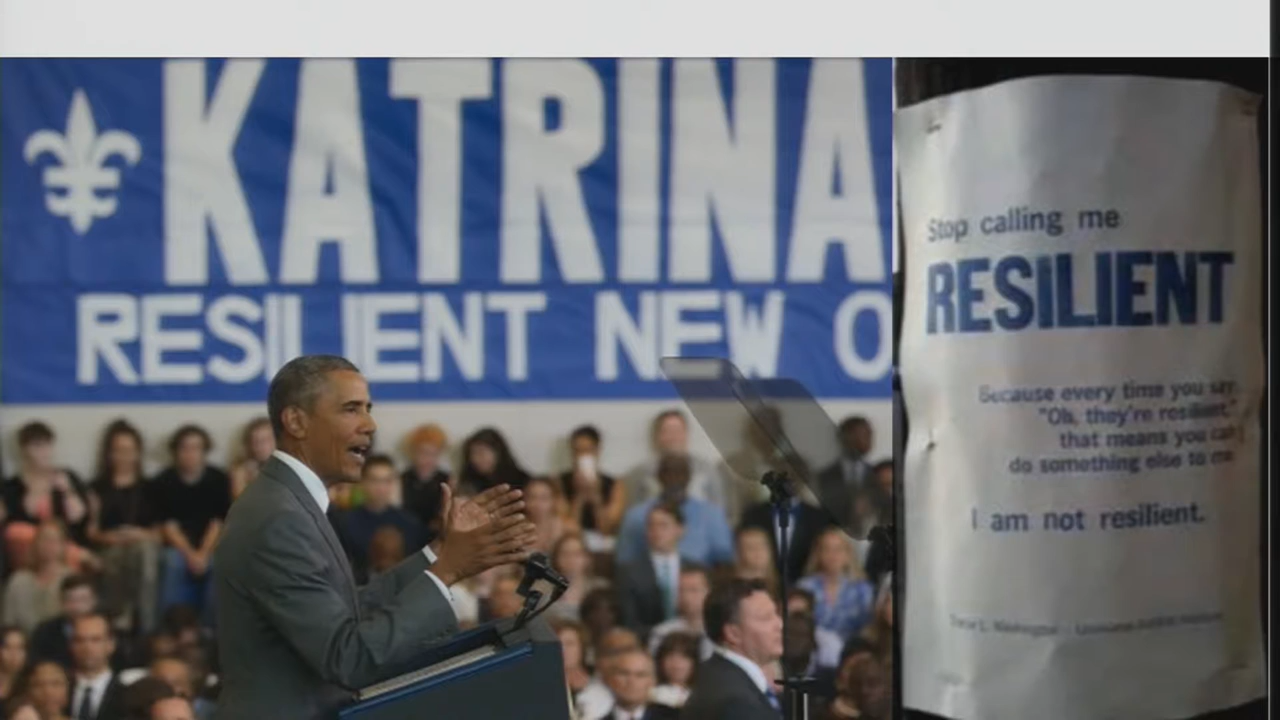 KATRINA
RESILIENT NEW O
Stop calling me
RESILIENT
Because every time you say
"Oh, they're resilient,"
that means you can
do something else to me.
I am not resilient.